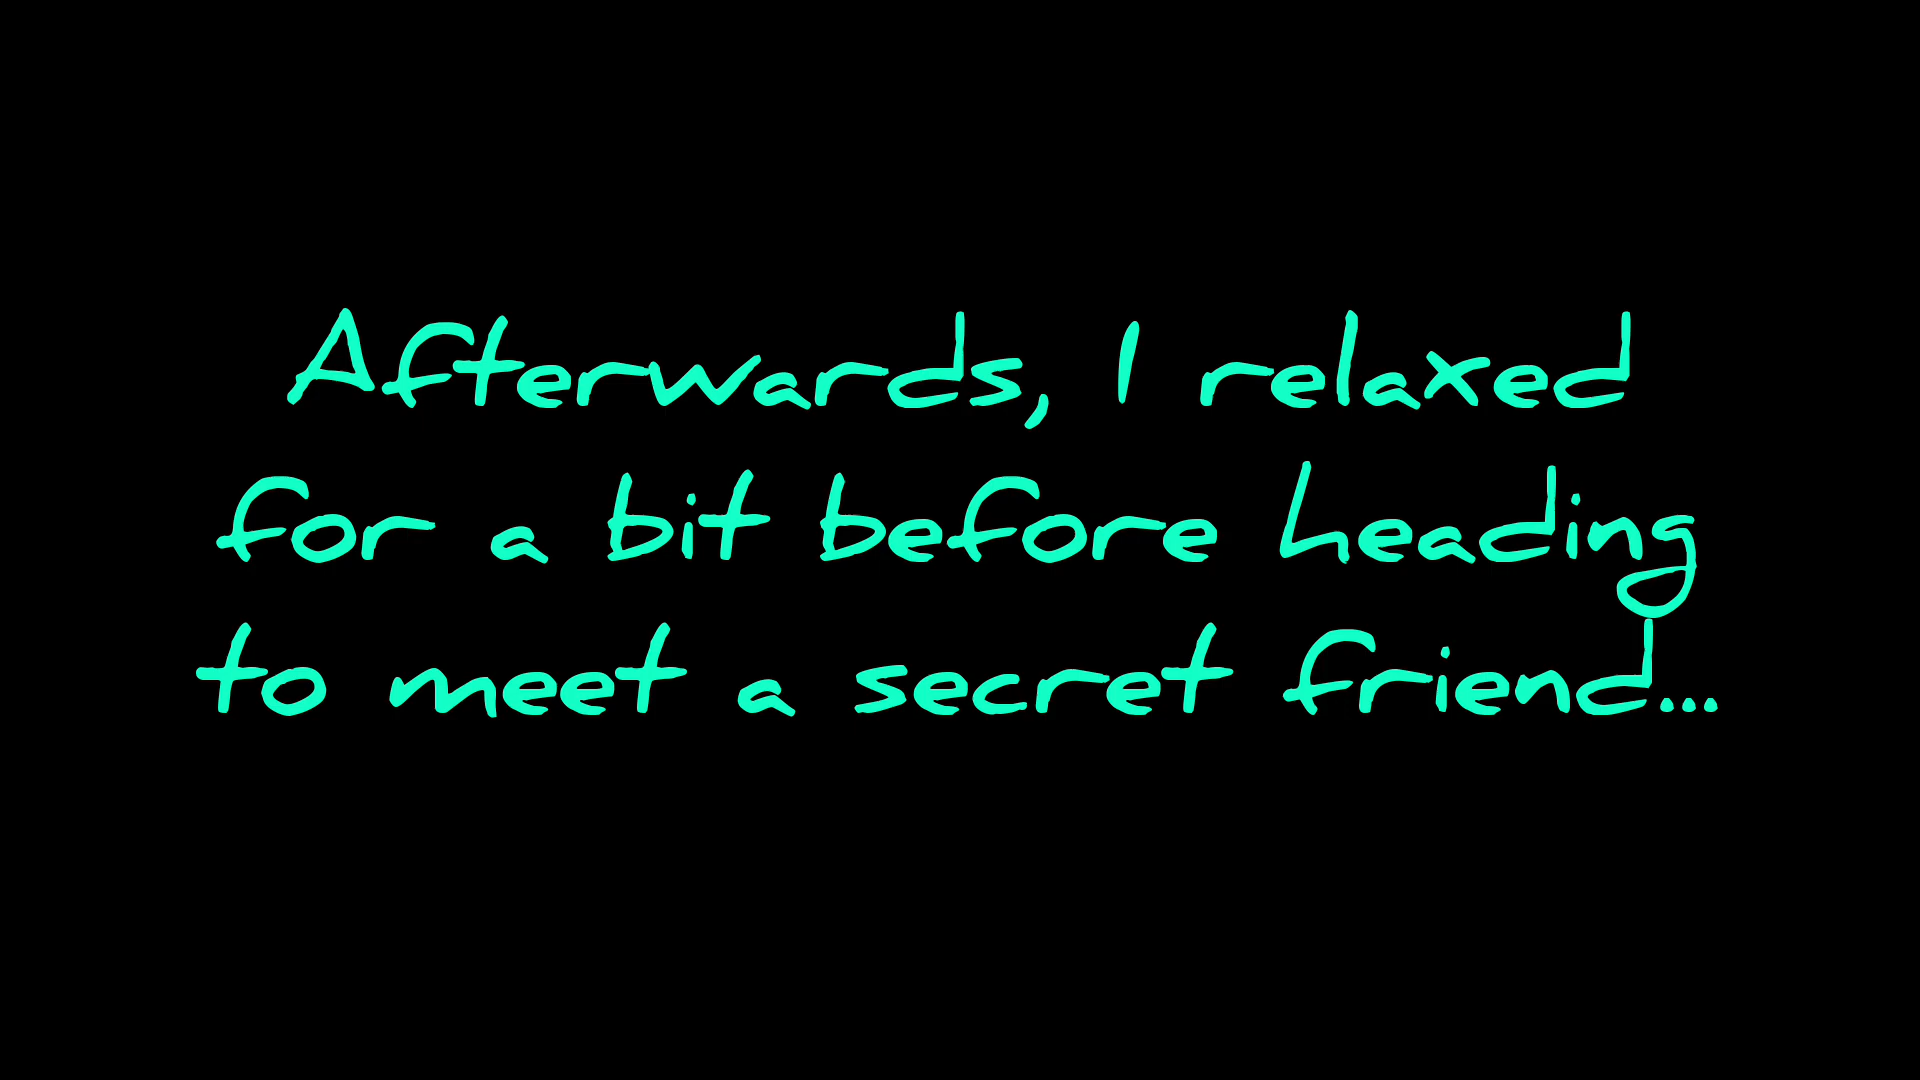 Afterwards, I relaxed
for a bit before heading
to meet a secret friend...